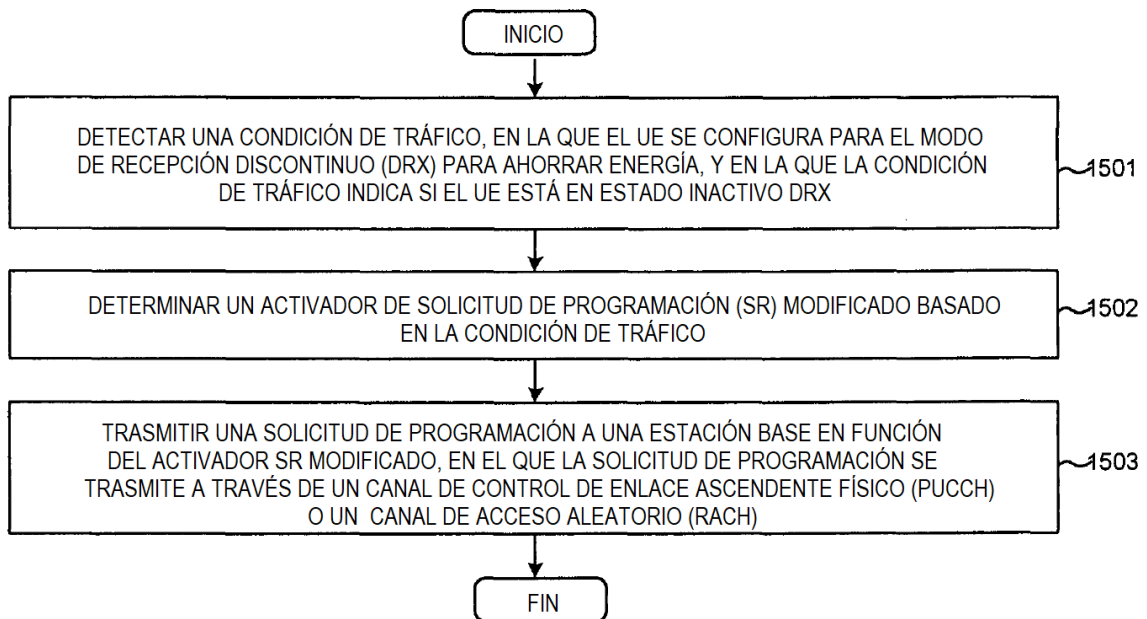 INICIO
DETECTAR UNA CONDICIÓN DE TRÁFICO, EN LA QUE EL UE SE CONFIGURA PARA EL MODO
DE RECEPCIÓN DISCONTINUO (DRX) PARA AHORRAR ENERGÍA, Y EN LA QUE LA CONDICIÓN
DE TRÁFICO INDICA SI EL UE ESTÁ EN ESTADO INACTIVO DRX
1501
DETERMINAR UN ACTIVADOR DE SOLICITUD DE PROGRAMACIÓN (SR) MODIFICADO BASADO
EN LA CONDICIÓN DE TRÁFICO
1502
TRASMITIR UNA SOLICITUD DE PROGRAMACIÓN A UNA ESTACIÓN BASE EN FUNCIÓN
DEL ACTIVADOR SR MODIFICADO, EN EL QUE LA SOLICITUD DE PROGRAMACIÓN SE
TRASMITE A TRAVÉS DE UN CANAL DE CONTROL DE ENLACE ASCENDENTE FÍSICO (PUCCH)
O UN CANAL DE ACCESO ALEATORIO (RACH)
1503
FIN